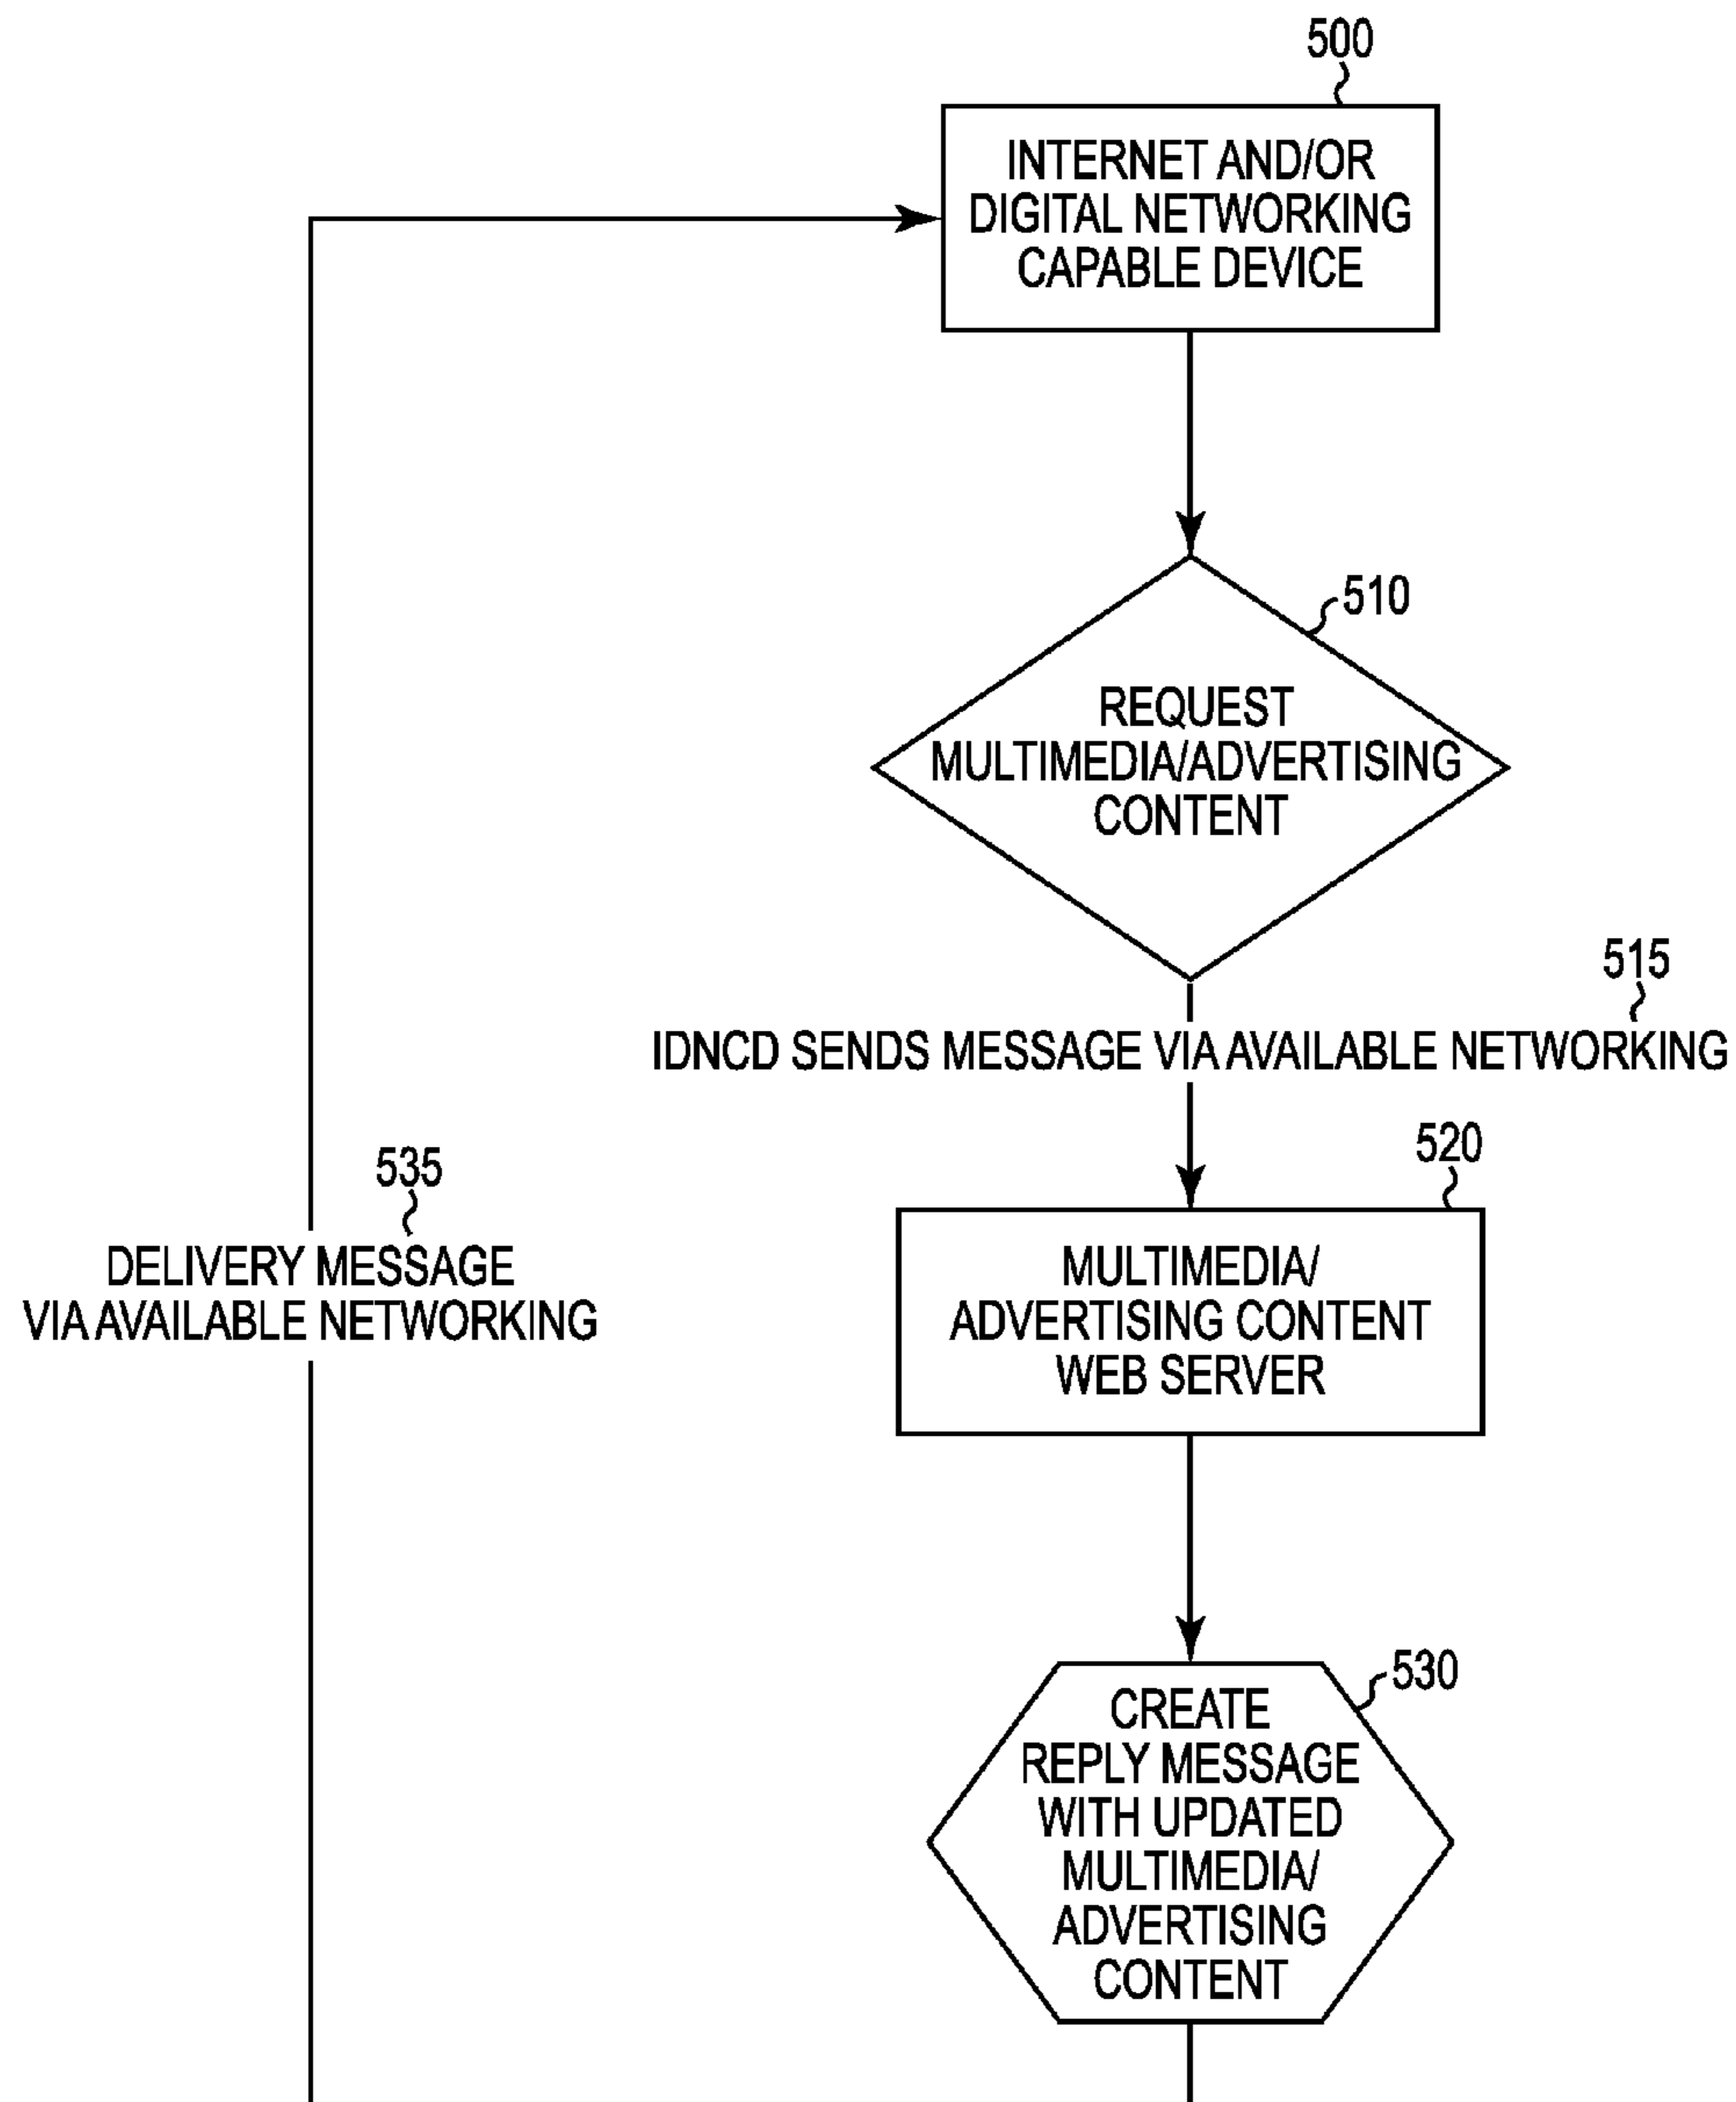 500
INTERNET AND/OR
DIGITAL NETWORKING
CAPABLE DEVICE
510
REQUEST
MULTIMEDIA/ADVERTISING
CONTENT
515
IDNCD SENDS MESSAGE VIA AVAILABLE NETWORKING
520
MULTIMEDIA/
ADVERTISING CONTENT
WEB SERVER
535
DELIVERY MESSAGE
VIA AVAILABLE NETWORKING
530
CREATE
REPLY MESSAGE
WITH UPDATED
MULTIMEDIA/
ADVERTISING
CONTENT